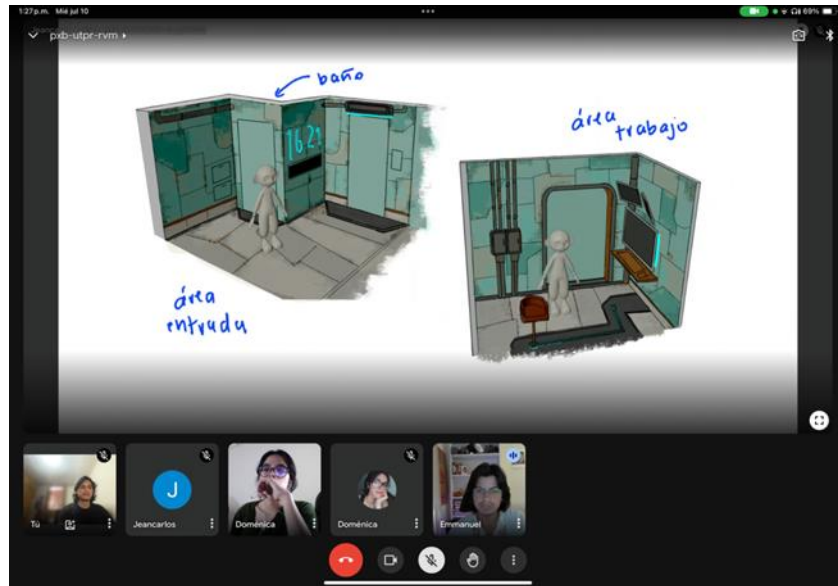 1:27 p.m. Mié jul 10
69%
pxb-utpr-rvm
baño
16.21
área
trabajo
área
entrada
Tú
J
Jeancarlos
Doménica
Doménica
Emmanuel